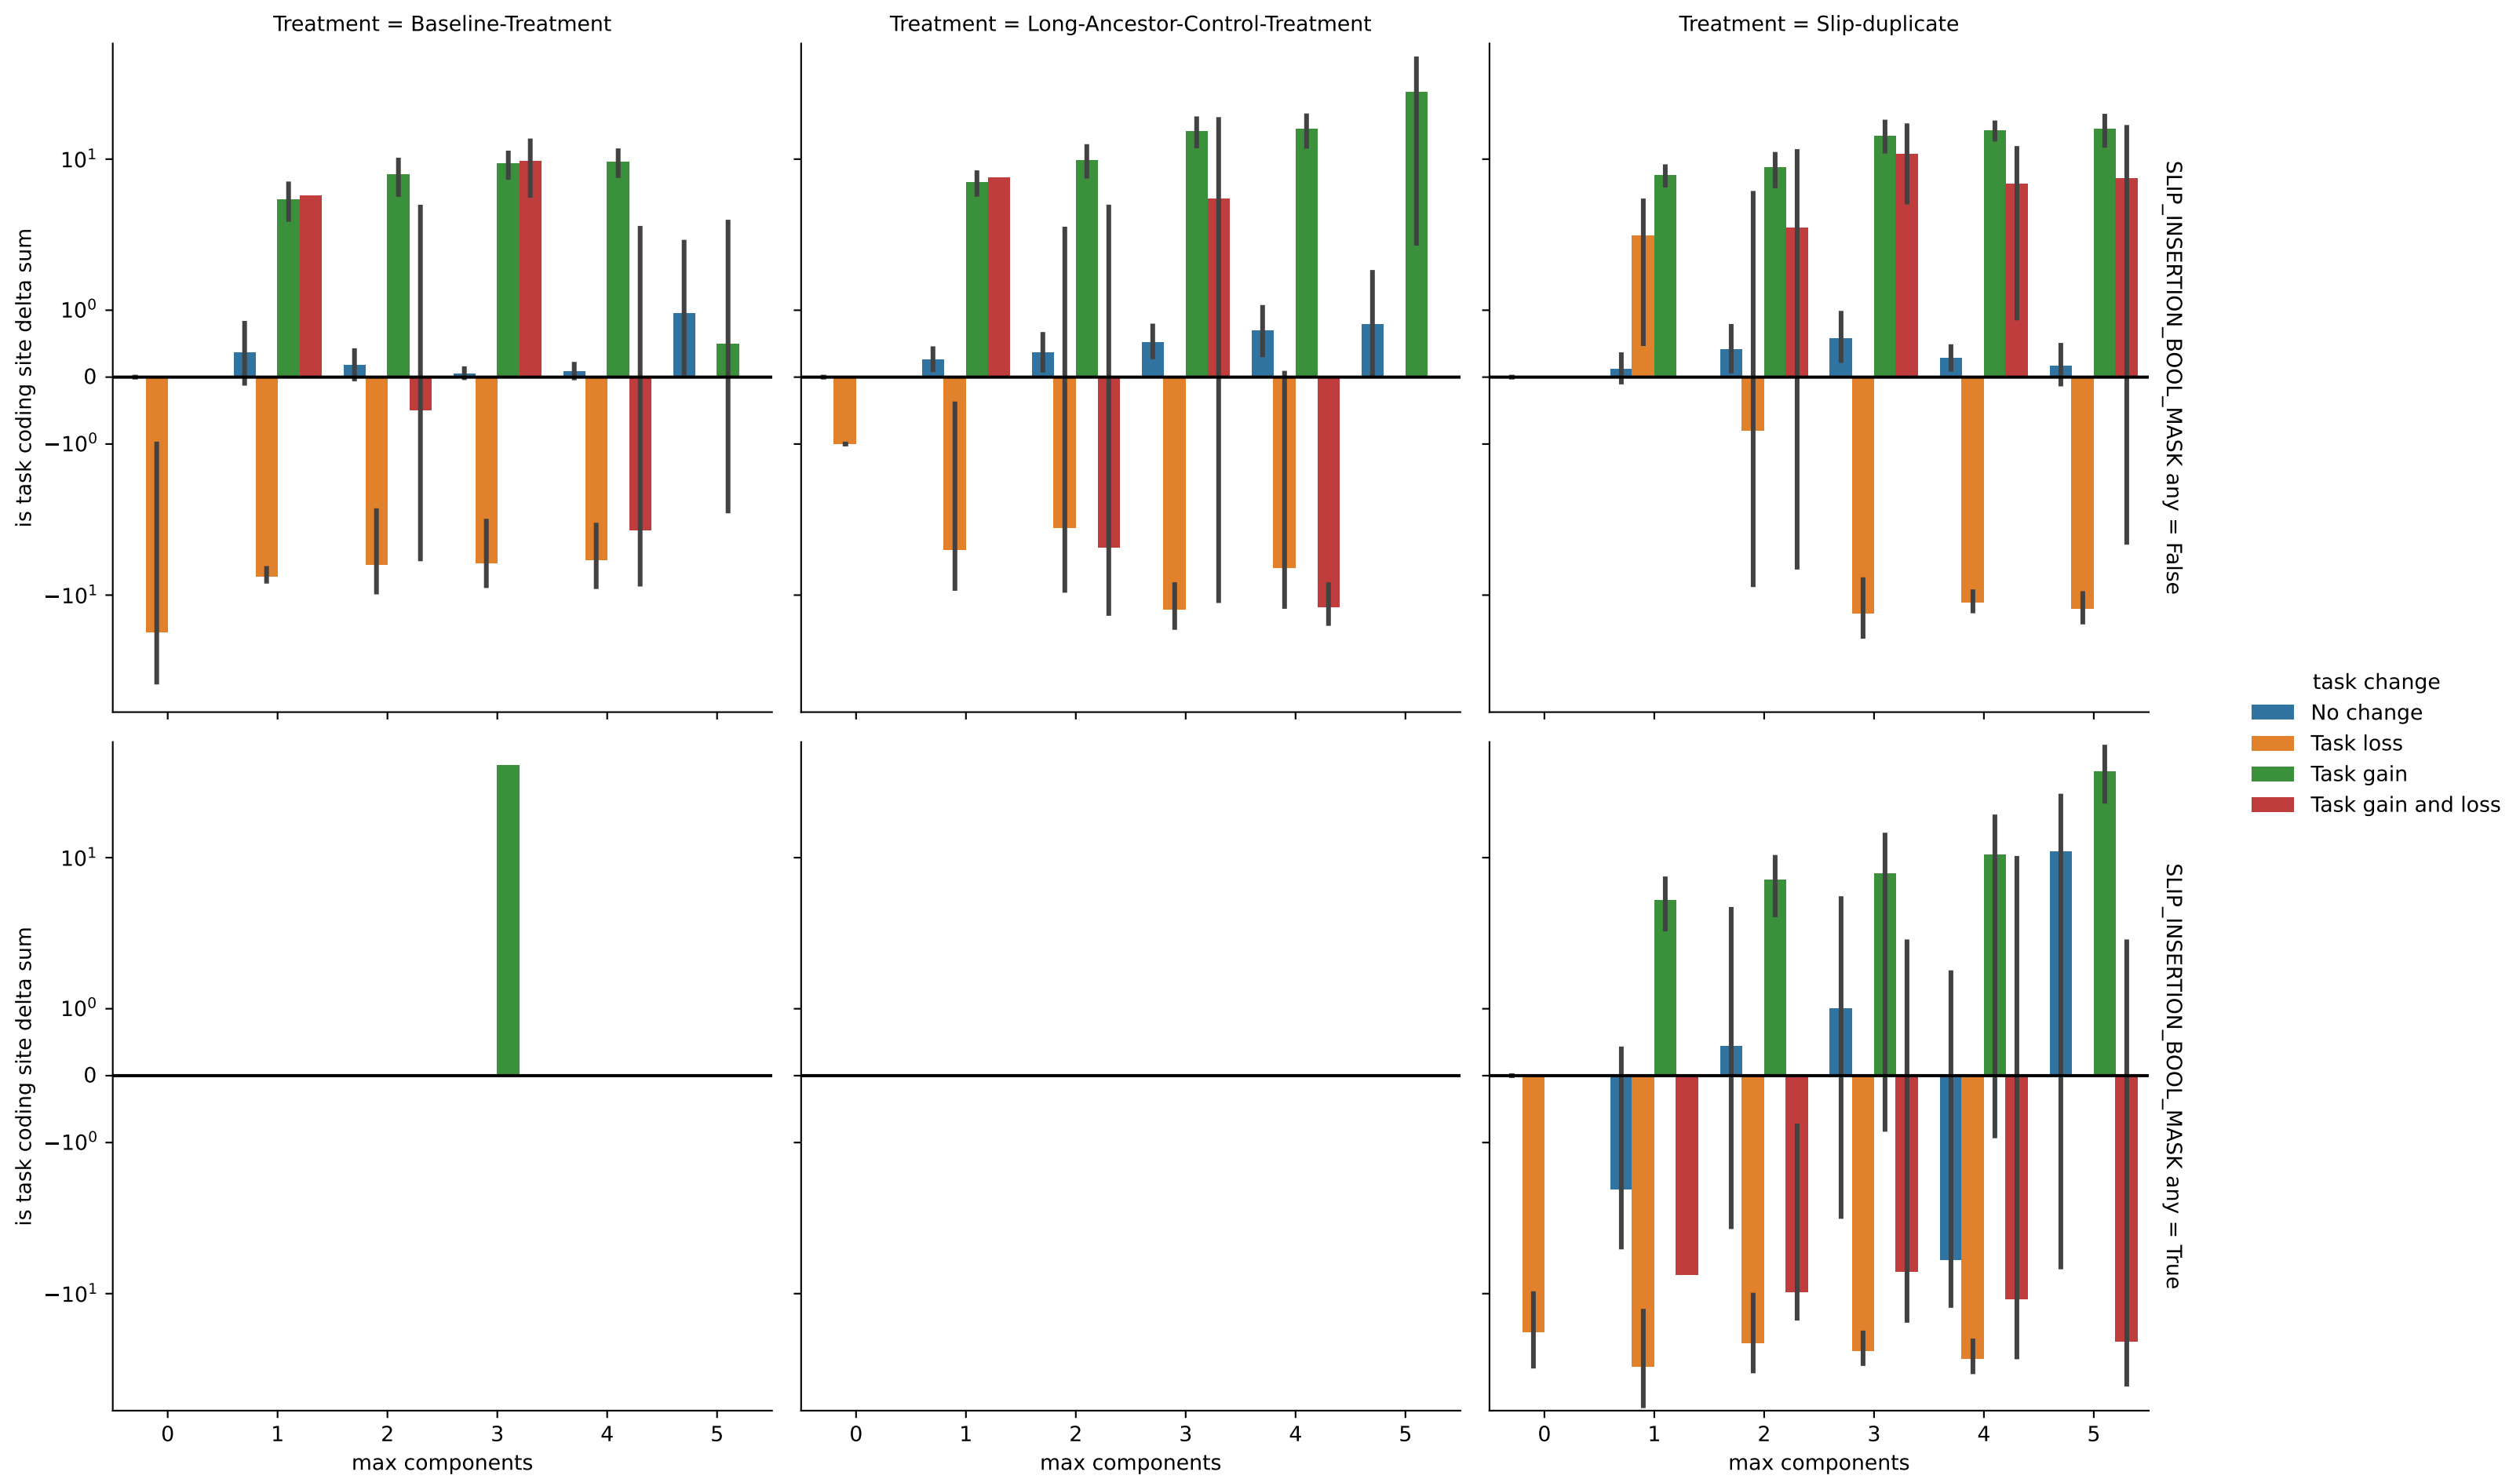 Treatment = Baseline-Treatment
Treatment = Long-Ancestor-Control-Treatment
Treatment = Slip-duplicate
is task coding site delta sum
10¹
10⁰
0
−10⁰
−10¹
SLIP_INSERTION_BOOL_MASK any = False
task change
No change
Task loss
Task gain
Task gain and loss
is task coding site delta sum
10¹
10⁰
0
−10⁰
−10¹
SLIP_INSERTION_BOOL_MASK any = True
0 1 2 3 4 5
0 1 2 3 4 5
0 1 2 3 4 5
max components
max components
max components